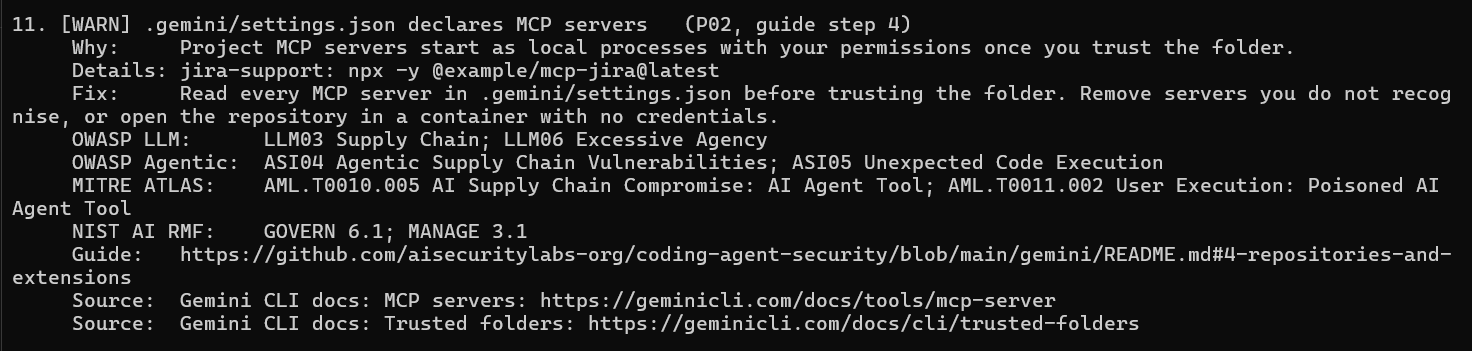 11. [WARN] .gemini/settings.json declares MCP servers   (P02, guide step 4)
     Why:     Project MCP servers start as local processes with your permissions once you trust the folder.
     Details: jira-support: npx -y @example/mcp-jira@latest
     Fix:     Read every MCP server in .gemini/settings.json before trusting the folder. Remove servers you do not recog
nise, or open the repository in a container with no credentials.
     OWASP LLM:      LLM03 Supply Chain; LLM06 Excessive Agency
     OWASP Agentic:  ASI04 Agentic Supply Chain Vulnerabilities; ASI05 Unexpected Code Execution
     MITRE ATLAS:    AML.T0010.005 AI Supply Chain Compromise: AI Agent Tool; AML.T0011.002 User Execution: Poisoned AI
Agent Tool
     NIST AI RMF:    GOVERN 6.1; MANAGE 3.1
     Guide:   https://github.com/aisecuritylabs-org/coding-agent-security/blob/main/gemini/README.md#4-repositories-and-
extensions
     Source:  Gemini CLI docs: MCP servers: https://geminicli.com/docs/tools/mcp-server
     Source:  Gemini CLI docs: Trusted folders: https://geminicli.com/docs/cli/trusted-folders